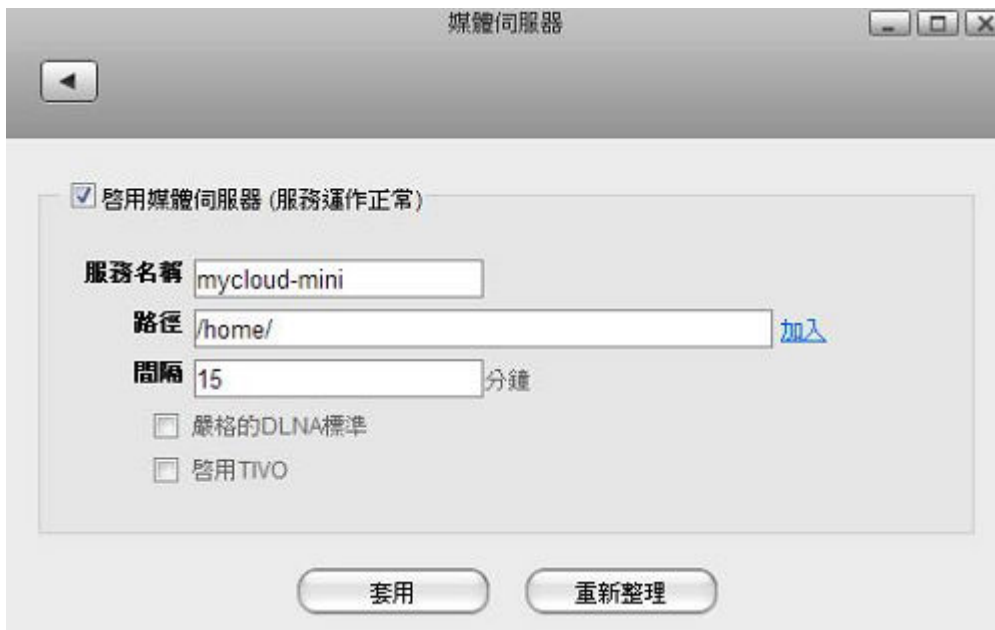 媒體伺服器
啓用媒體伺服器 (服務運作正常)
服務名稱 mycloud-mini
路徑 /home/ 加入
間隔 15 分鐘
嚴格的DLNA標準
啓用TIVO
套用 重新整理